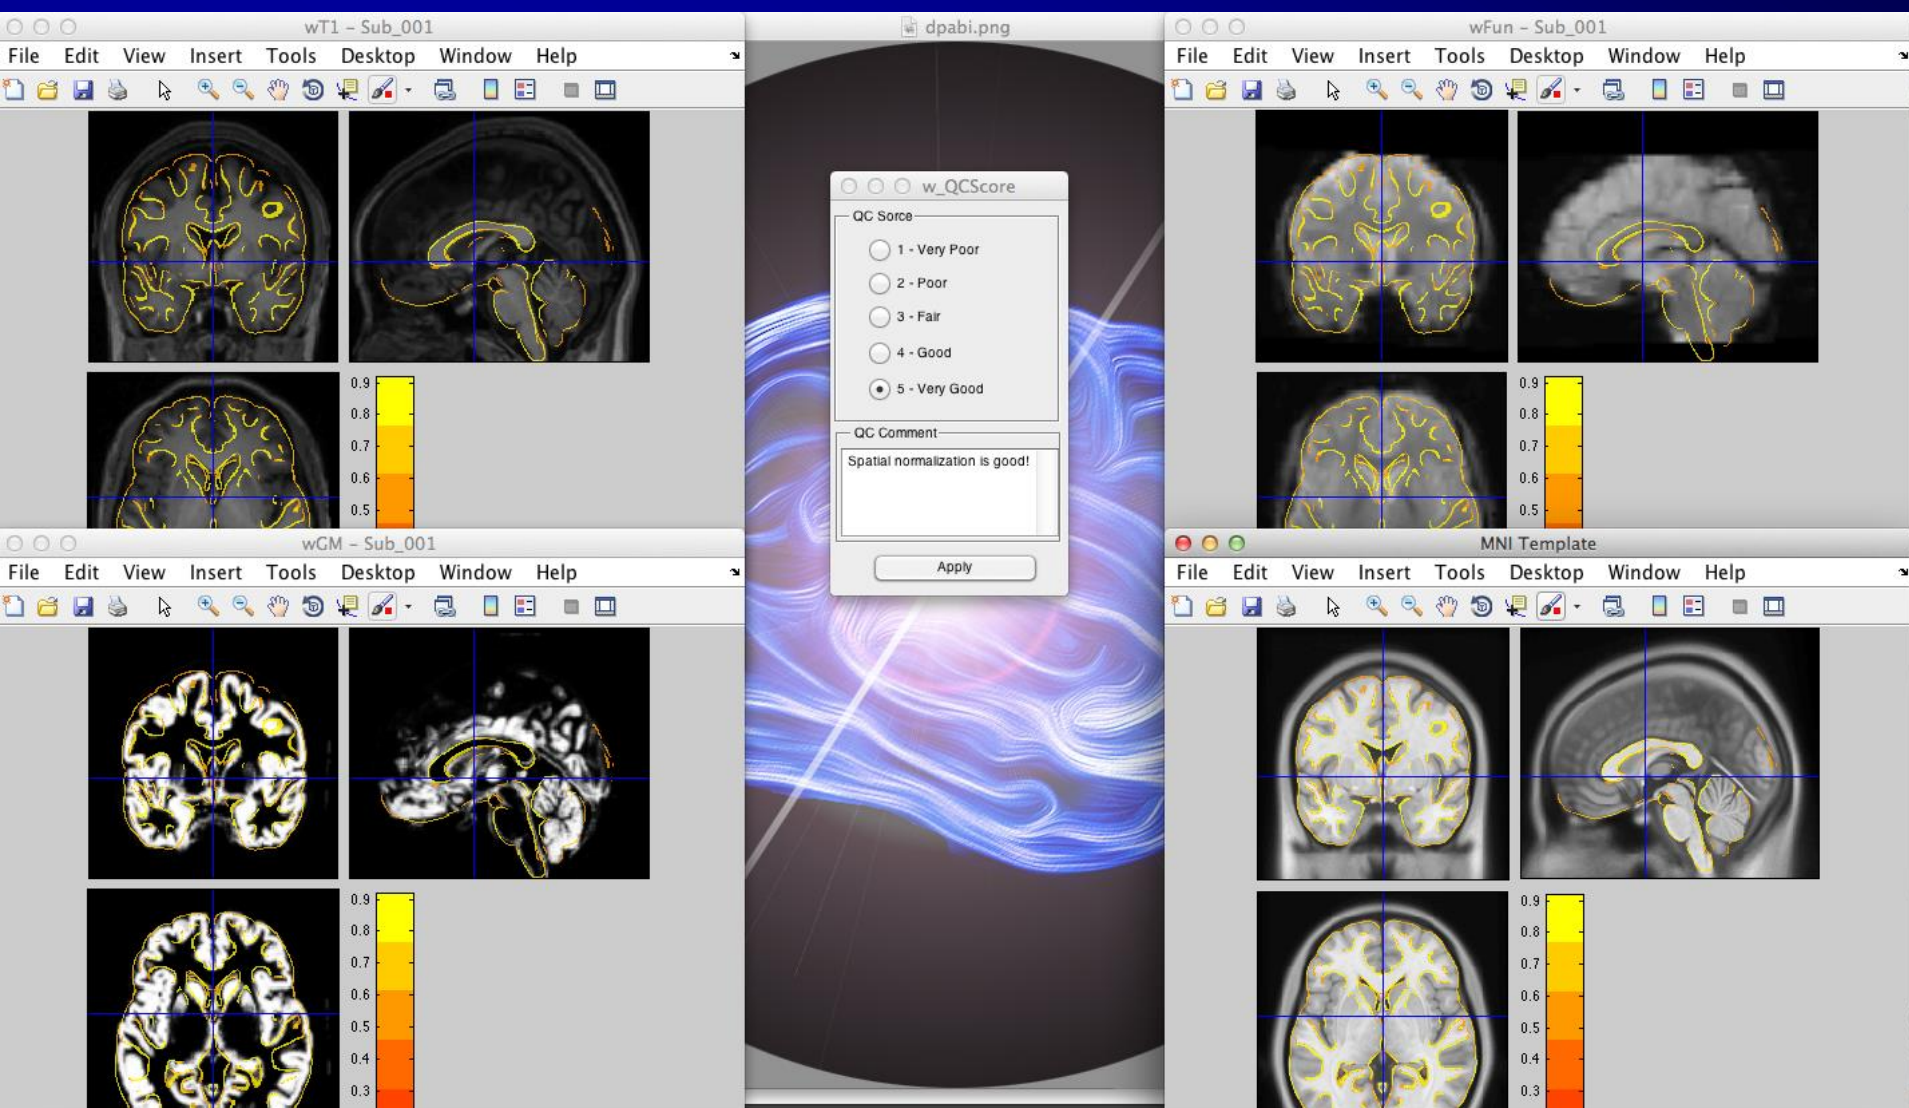 wT1 – Sub_001
File Edit View Insert Tools Desktop Window Help
0.9
0.8
0.7
0.6
0.5
dpabi.png
w_QCScore
QC Sorce
1 - Very Poor
2 - Poor
3 - Fair
4 - Good
5 - Very Good
QC Comment
Spatial normalization is good!
Apply
wFun – Sub_001
File Edit View Insert Tools Desktop Window Help
0.9
0.8
0.7
0.6
0.5
wGM – Sub_001
File Edit View Insert Tools Desktop Window Help
0.9
0.8
0.7
0.6
0.5
0.4
0.3
MNI Template
File Edit View Insert Tools Desktop Window Help
0.9
0.8
0.7
0.6
0.5
0.4
0.3